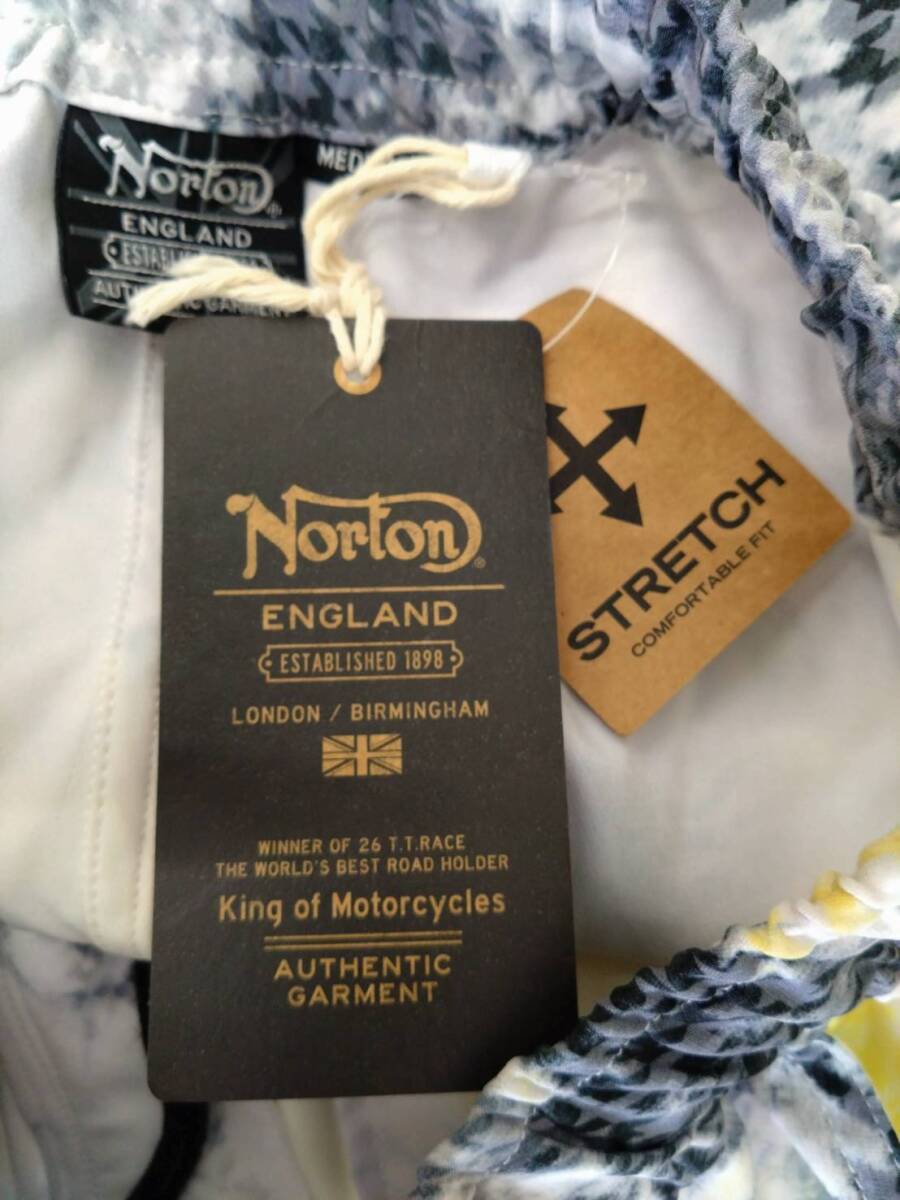 Norton
ENGLAND
Norton®
ENGLAND
ESTABLISHED 1898
LONDON / BIRMINGHAM
WINNER OF 26 T.T.RACE
THE WORLD'S BEST ROAD HOLDER
King of Motorcycles
AUTHENTIC
GARMENT
STRETCH
COMFORTABLE FIT